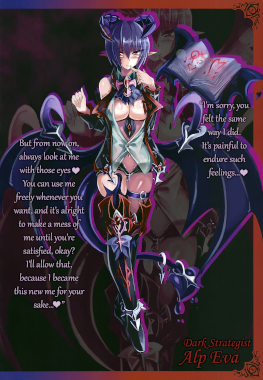 I'm sorry, you
felt the same
way I did.
It's painful to
endure such
feelings...♥
But from now on,
always look at me
with those eyes♥
You can use me
freely whenever you
want, and it's alright
to make a mess of
me until you're
satisfied, okay?
I'll allow that,
because I became
this new me for your
sake...♥"
Dark Strategist
Alp Eva